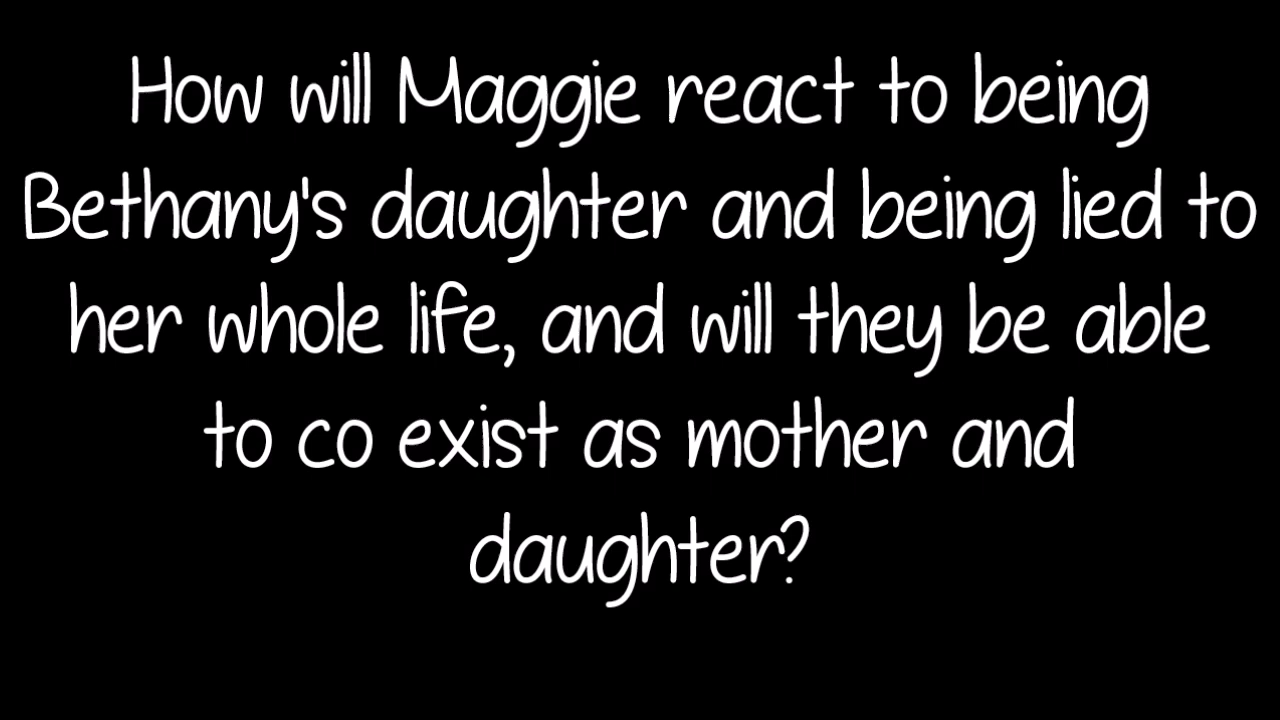 How will Maggie react to being
Bethany's daughter and being lied to
her whole life, and will they be able
to co exist as mother and
daughter?